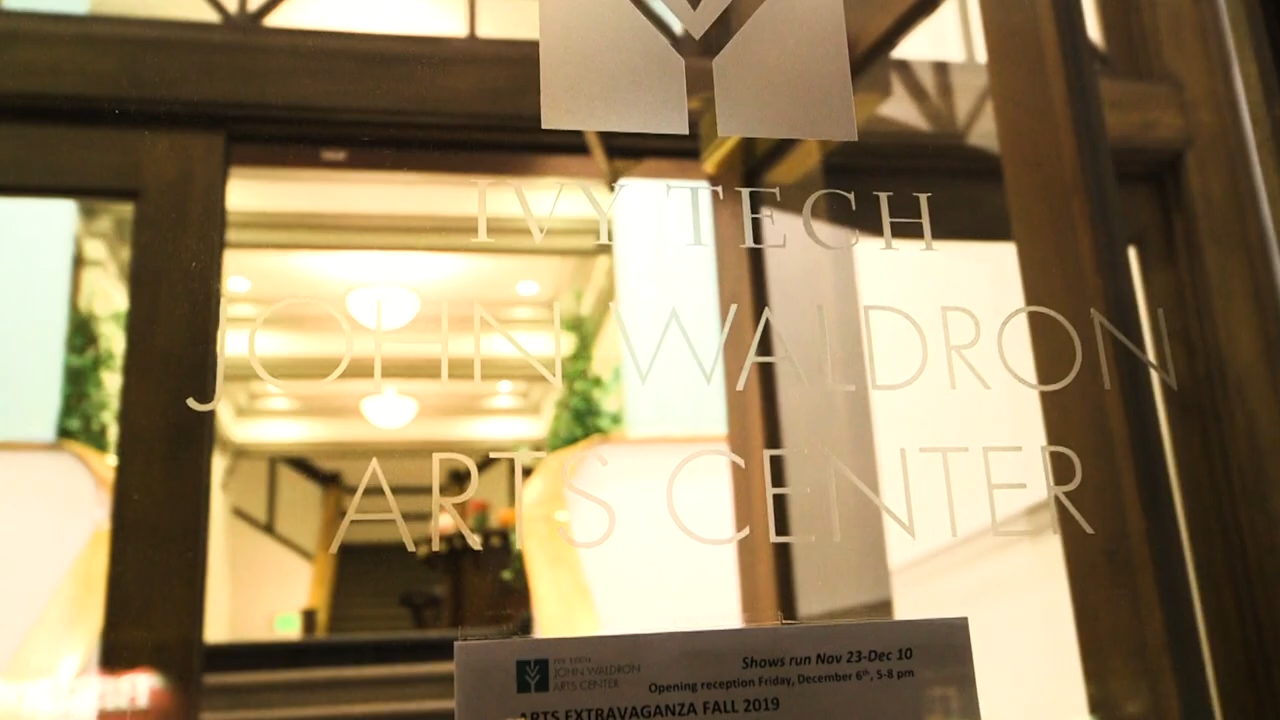 IVY TECH
JOHN WALDRON
ARTS CENTER
IVY TECH
JOHN WALDRON
ARTS CENTER
Shows run Nov 23-Dec 10
Opening reception Friday, December 6th, 5-8 pm
ARTS EXTRAVAGANZA FALL 2019